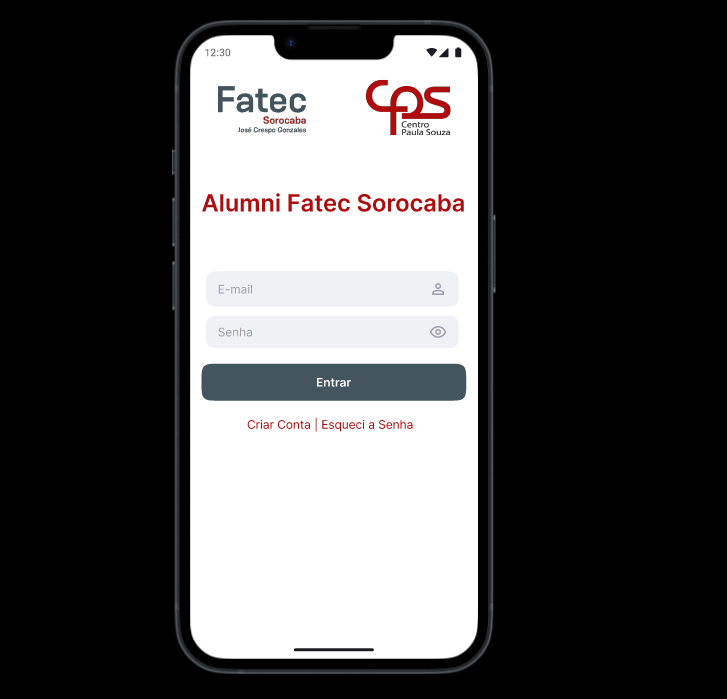 12:30
Fatec
Sorocaba
José Crespo Gonzales
cps
Centro
Paula Souza
Alumni Fatec Sorocaba
E-mail
Senha
Entrar
Criar Conta | Esqueci a Senha